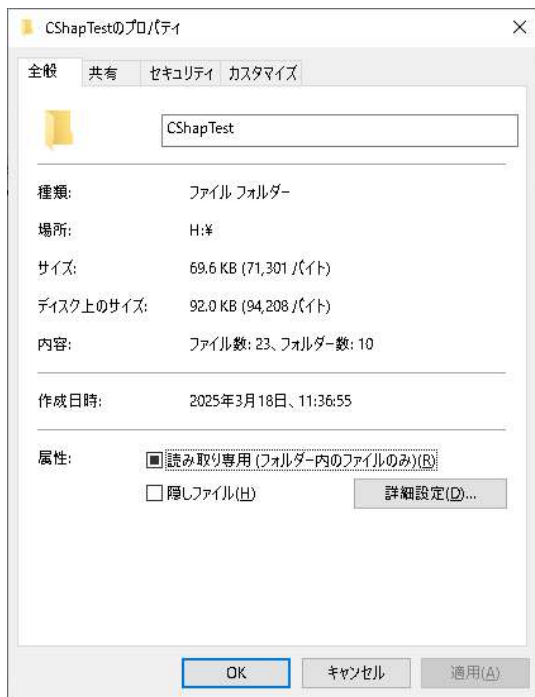 CShapTestのプロパティ
全般 共有 セキュリティ カスタマイズ
CShapTest
種類: ファイル フォルダー
場所: H:¥
サイズ: 69.6 KB (71,301 バイト)
ディスク上のサイズ: 92.0 KB (94,208 バイト)
内容: ファイル数: 23、フォルダー数: 10
作成日時: 2025年3月18日、11:36:55
属性: 読み取り専用 (フォルダー内のファイルのみ)(R)
隠しファイル(H) 詳細設定(D)...
OK キャンセル 適用(A)